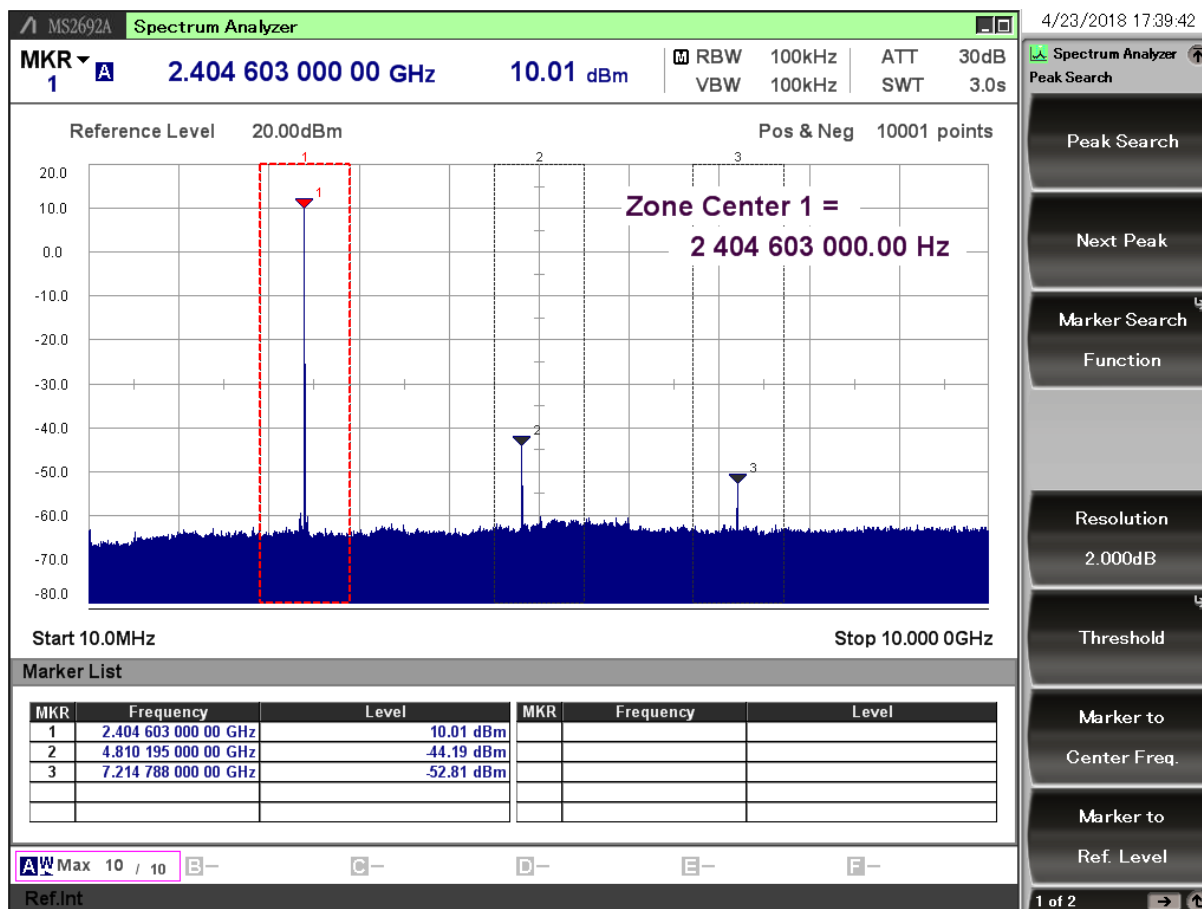 MS2692A Spectrum Analyzer
4/23/2018 17:39:42
MKR 1 A 2.404 603 000 00 GHz 10.01 dBm
M RBW 100kHz ATT 30dB
VBW 100kHz SWT 3.0s
Spectrum Analyzer
Peak Search
Reference Level 20.00dBm Pos & Neg 10001 points
1 2 3
20.0
10.0
0.0
-10.0
-20.0
-30.0
-40.0
-50.0
-60.0
-70.0
-80.0
1
2
3
Zone Center 1 =
2 404 603 000.00 Hz
Start 10.0MHz Stop 10.000 0GHz
Marker List
MKR Frequency Level MKR Frequency Level
1 2.404 603 000 00 GHz 10.01 dBm
2 4.810 195 000 00 GHz -44.19 dBm
3 7.214 788 000 00 GHz -52.81 dBm
A W Max 10 / 10 B- C- D- E- F-
Ref.Int
Peak Search
Next Peak
Marker Search
Function
Resolution
2.000dB
Threshold
Marker to
Center Freq.
Marker to
Ref. Level
1 of 2